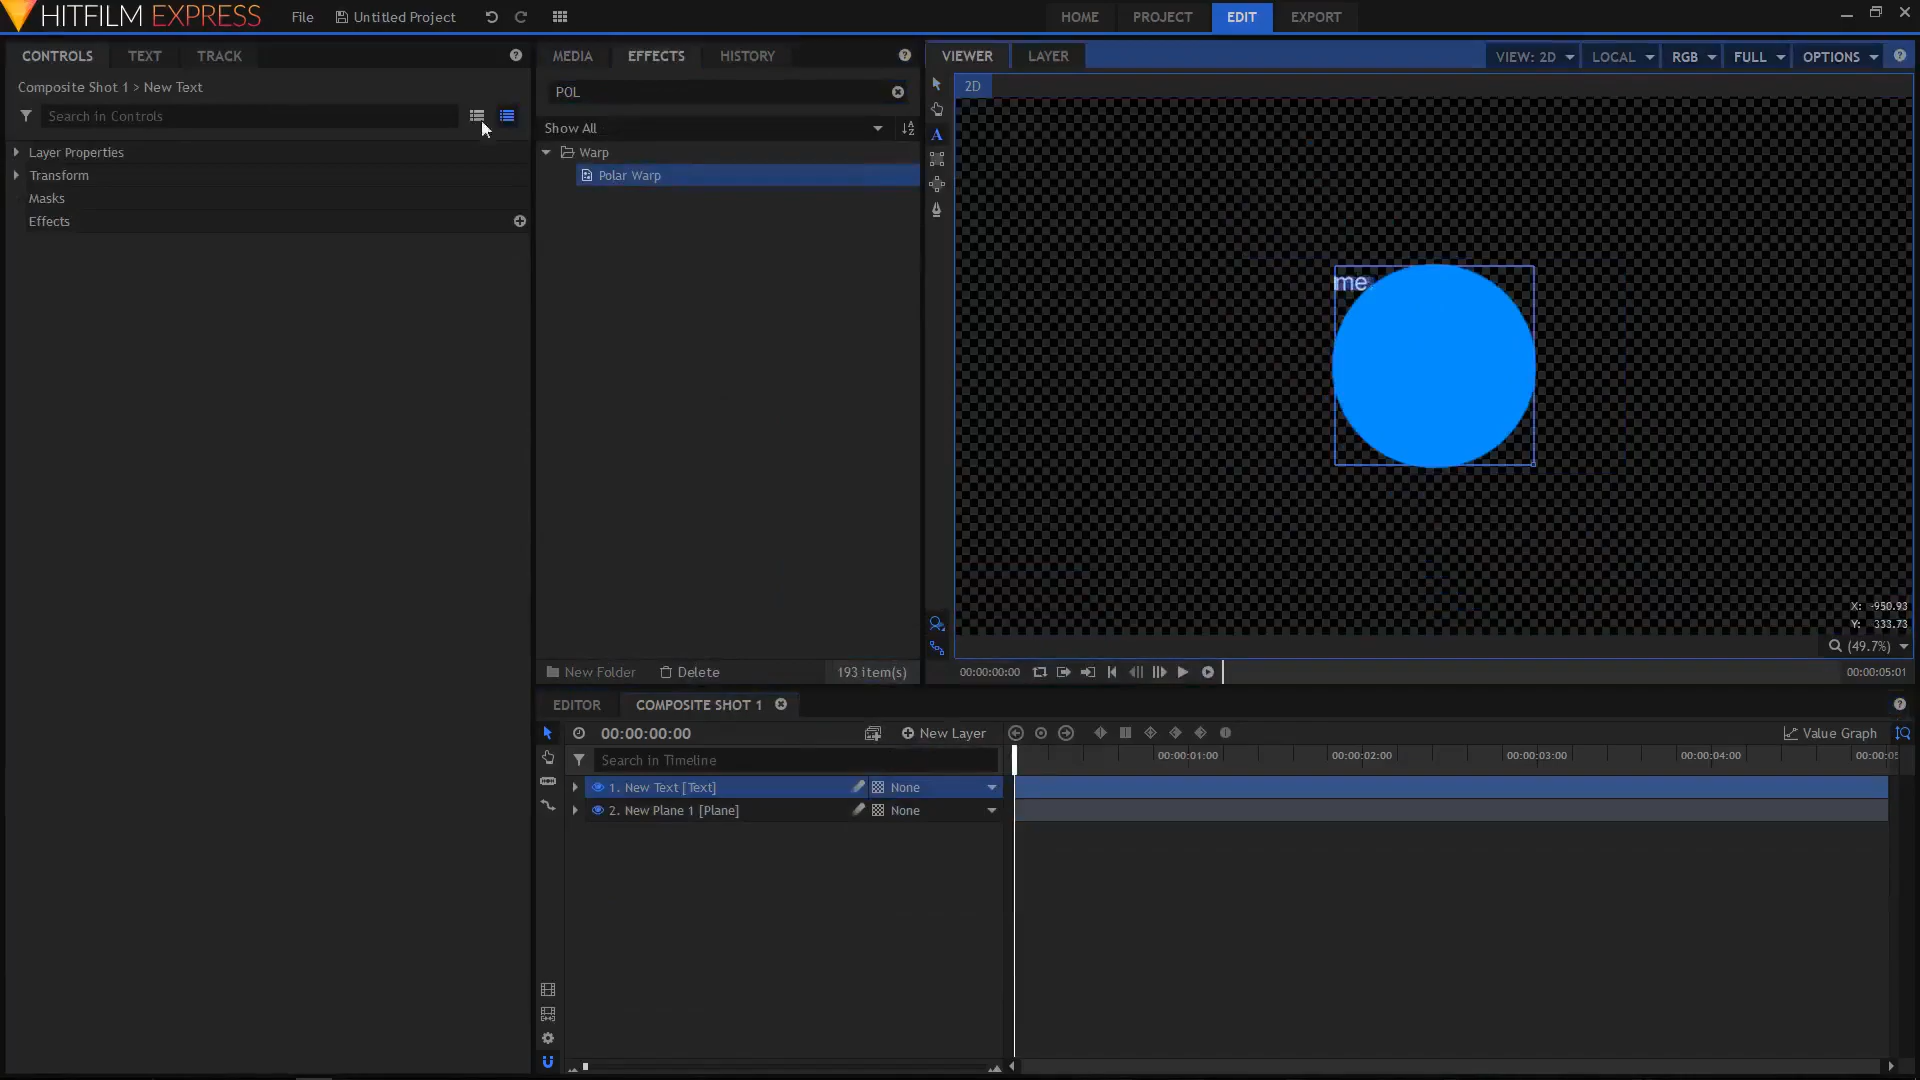 HITFILM EXPRESS
File
Untitled Project
HOME
PROJECT
EDIT
EXPORT
CONTROLS
TEXT
TRACK
Composite Shot 1 > New Text
Search in Controls
Layer Properties
Transform
Masks
Effects
MEDIA
EFFECTS
HISTORY
POL
Show All
Warp
Polar Warp
New Folder
Delete
193 item(s)
VIEWER
LAYER
VIEW: 2D
LOCAL
RGB
FULL
OPTIONS
2D
A
me
X: -950.93
Y: 333.73
(49.7%)
00:00:00:00
00:00:05:01
EDITOR
COMPOSITE SHOT 1
00:00:00:00
New Layer
Value Graph
Search in Timeline
00:00:01:00
00:00:02:00
00:00:03:00
00:00:04:00
00:00:05
1. New Text [Text]
None
2. New Plane 1 [Plane]
None